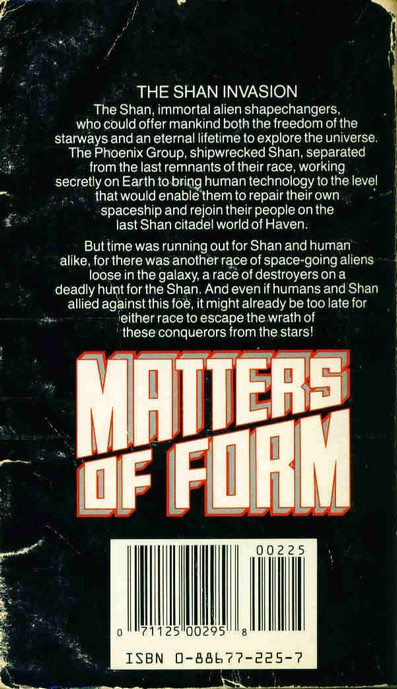 THE SHAN INVASION
The Shan, immortal alien shapechangers,
who could offer mankind both the freedom of the
starways and an eternal lifetime to explore the universe.
The Phoenix Group, shipwrecked Shan, separated
from the last remnants of their race, working
secretly on Earth to bring human technology to the level
that would enable them to repair their own
spaceship and rejoin their people on the
last Shan citadel world of Haven.
But time was running out for Shan and human
alike, for there was another race of space-going aliens
loose in the galaxy, a race of destroyers on a
deadly hunt for the Shan. And even if humans and Shan
allied against this foe, it might already be too late for
either race to escape the wrath of
these conquerors from the stars!
MATTERS
OF FORM
00225
0 71125 00295 8
ISBN 0-88677-225-7